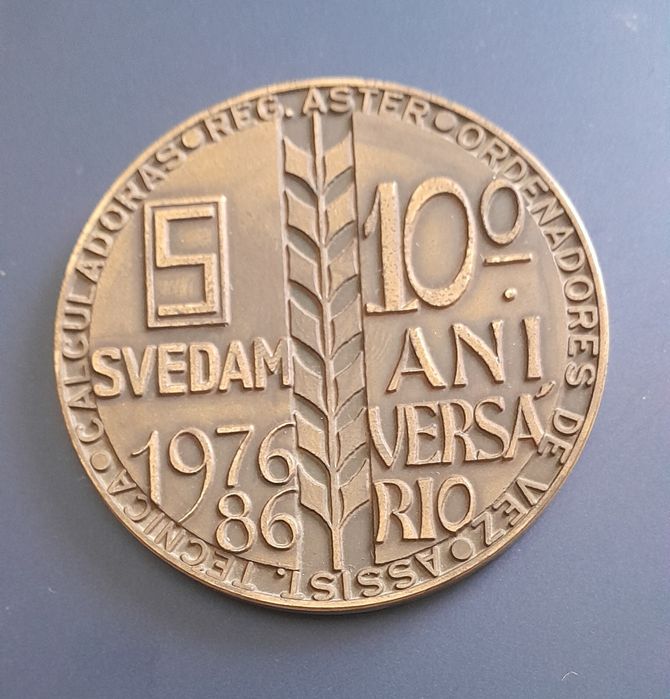 CALCULADORAS • REG. ASTER • ORDENADORES DE VEZ • ASSIST. TECNICA •
S
SVEDAM
1976
86
10º
ANI
VERSÁ
RIO